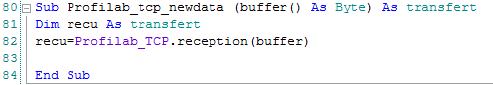 80 Sub Profilab_tcp_newdata (buffer() As Byte) As transfert
81 Dim recu As transfert
82 recu=Profilab_TCP.reception(buffer)
83
84 End Sub